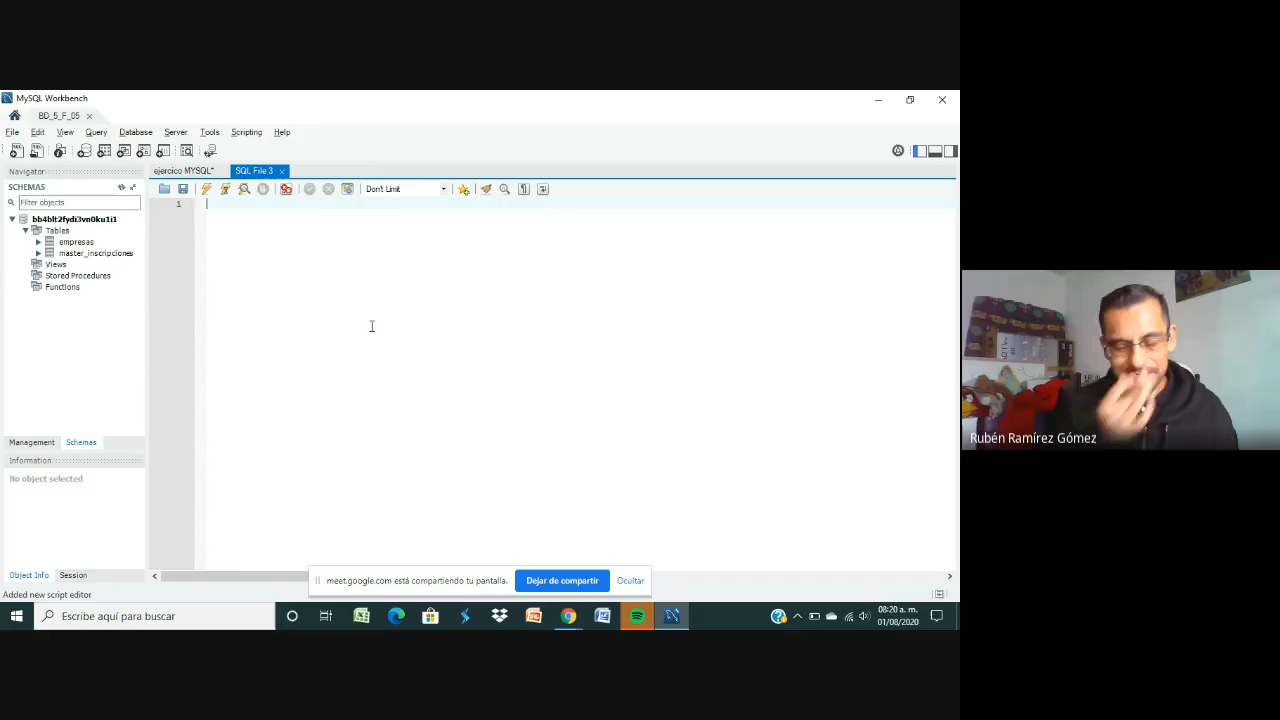 MySQL Workbench
BD_5_F_05
File Edit View Query Database Server Tools Scripting Help
Navigator
ejercico MYSQL* SQL File 3
SCHEMAS
Don't Limit
Filter objects
1
bb4blt2fydi3vn0ku1i1
Tables
empresas
master_inscripciones
Views
Stored Procedures
Functions
Management Schemas
Information
No object selected
Rubén Ramírez Gómez
Object Info Session
meet.google.com está compartiendo tu pantalla. Dejar de compartir Ocultar
Added new script editor
Escribe aquí para buscar
08:20 a. m.
01/08/2020